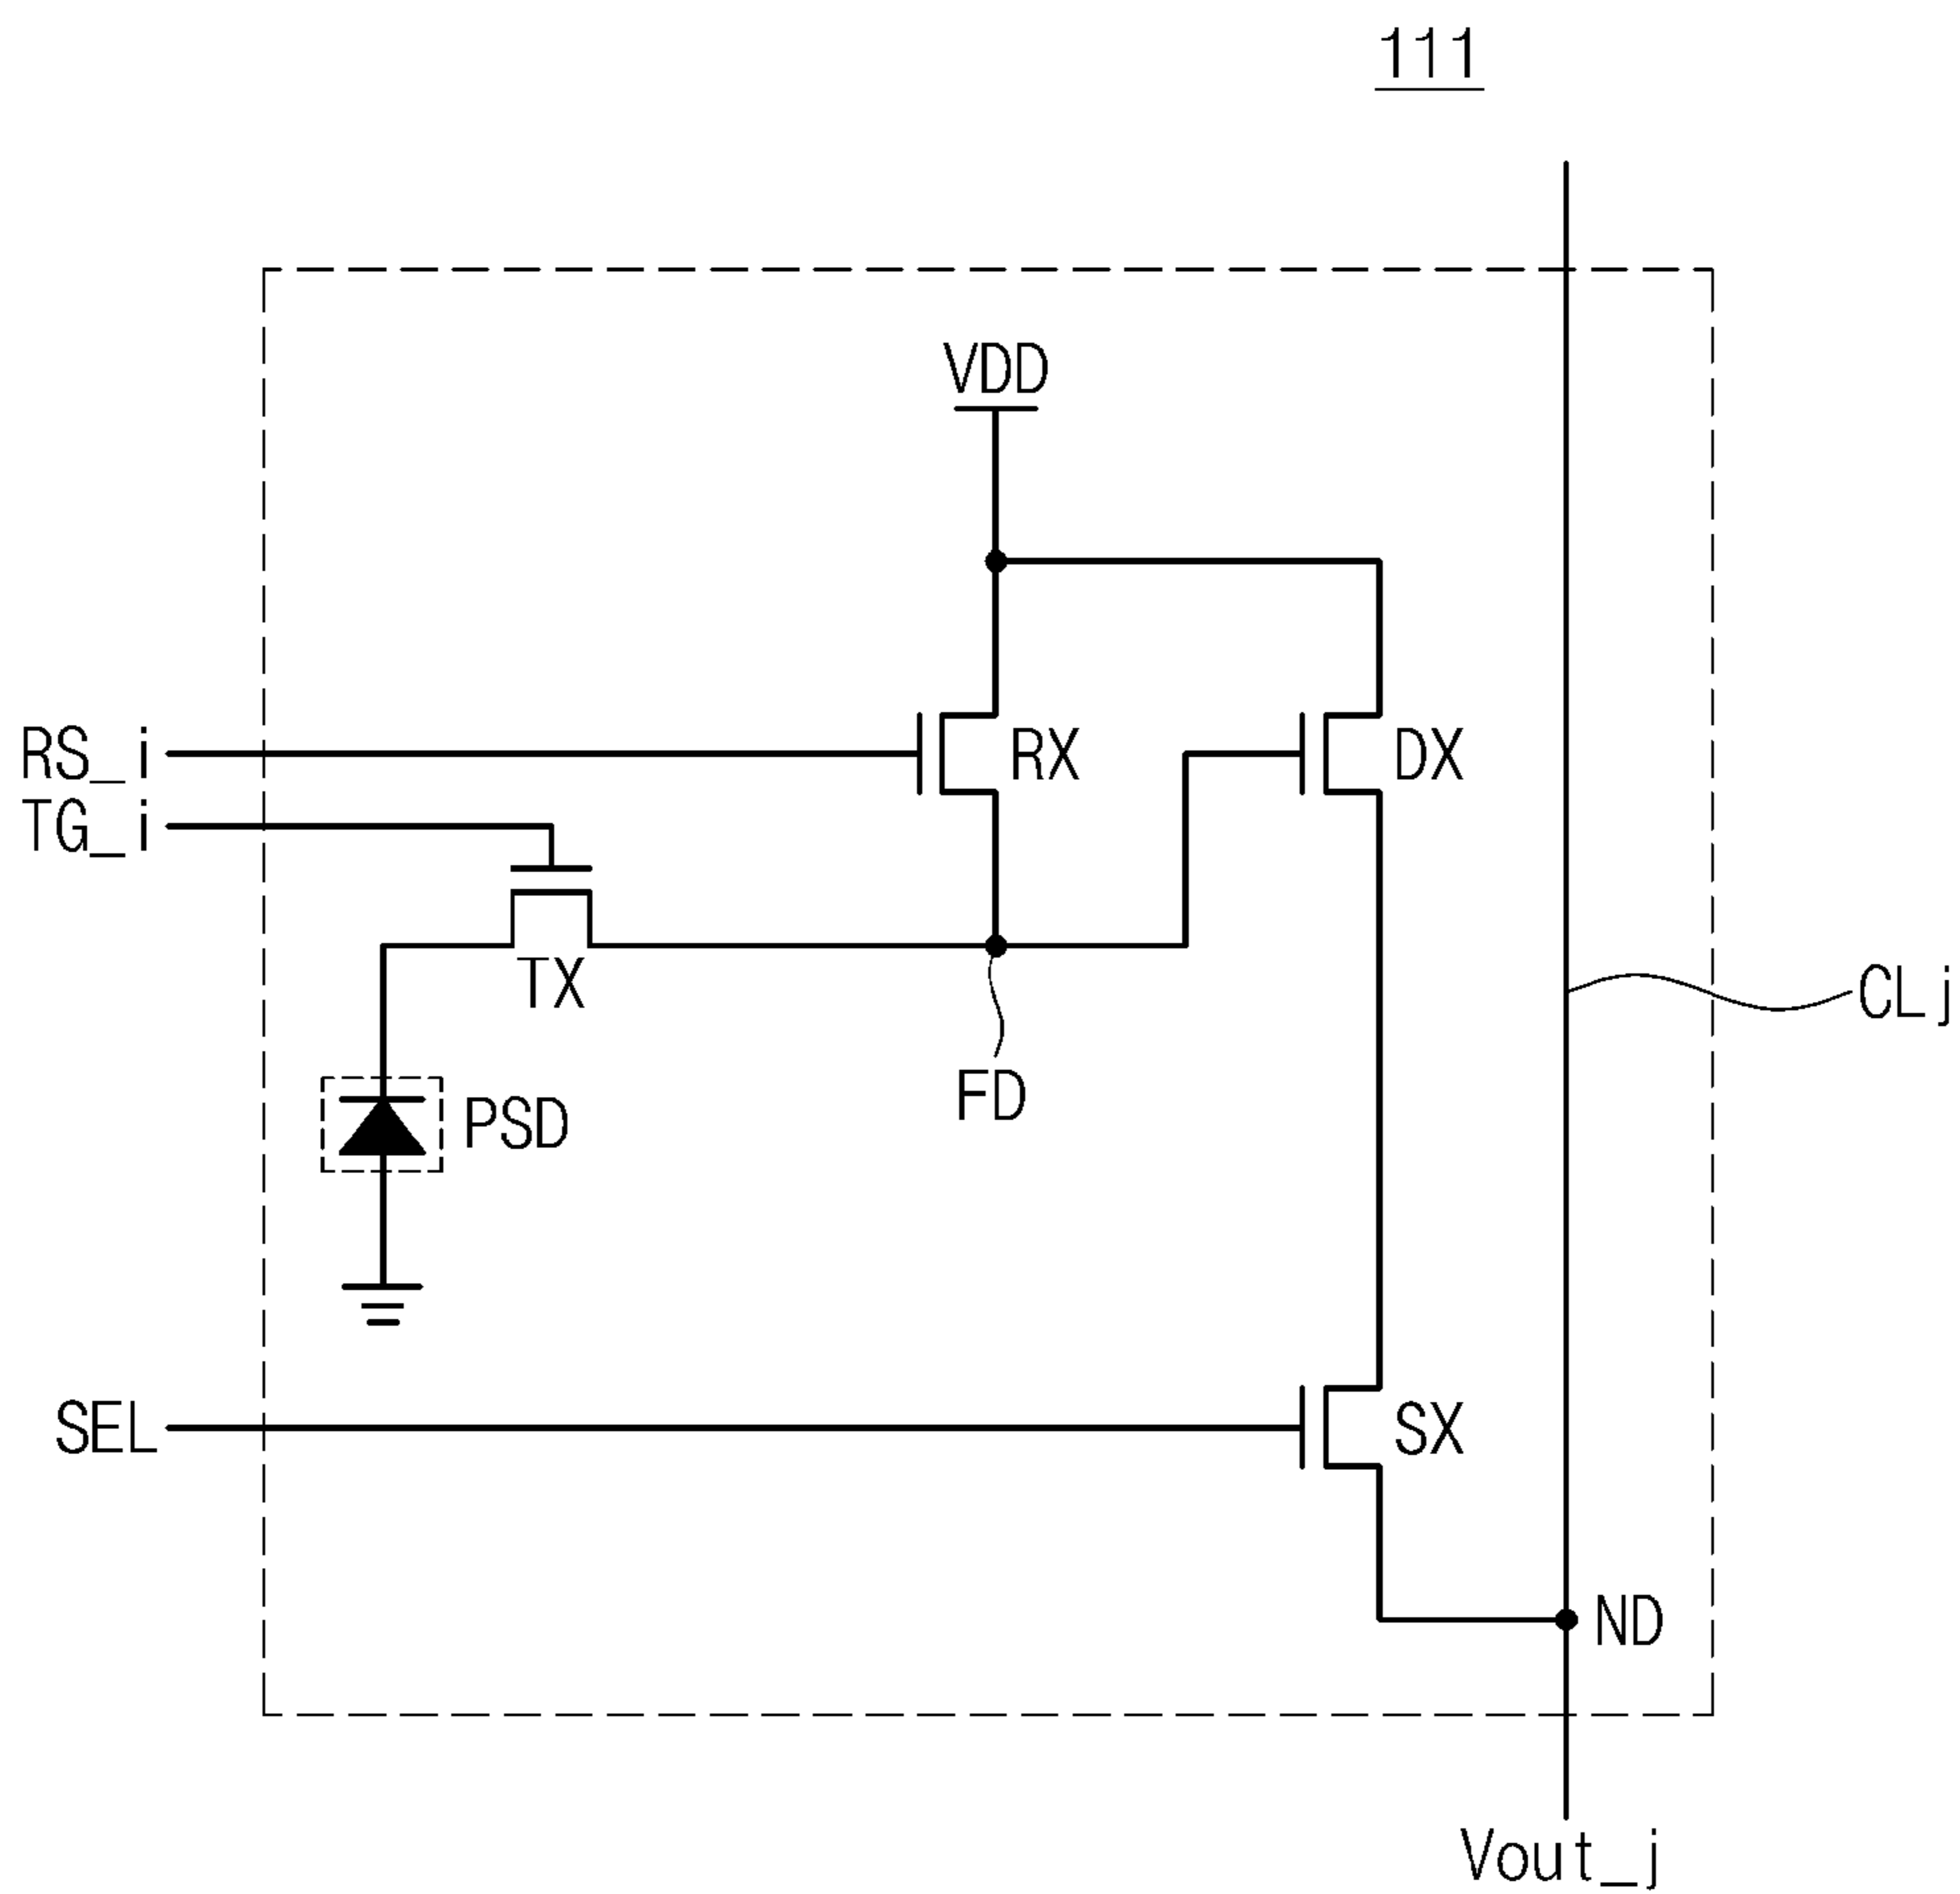 111
VDD
RS_i
RX
DX
TG_i
TX
CLj
FD
PSD
SEL
SX
ND
Vout_j